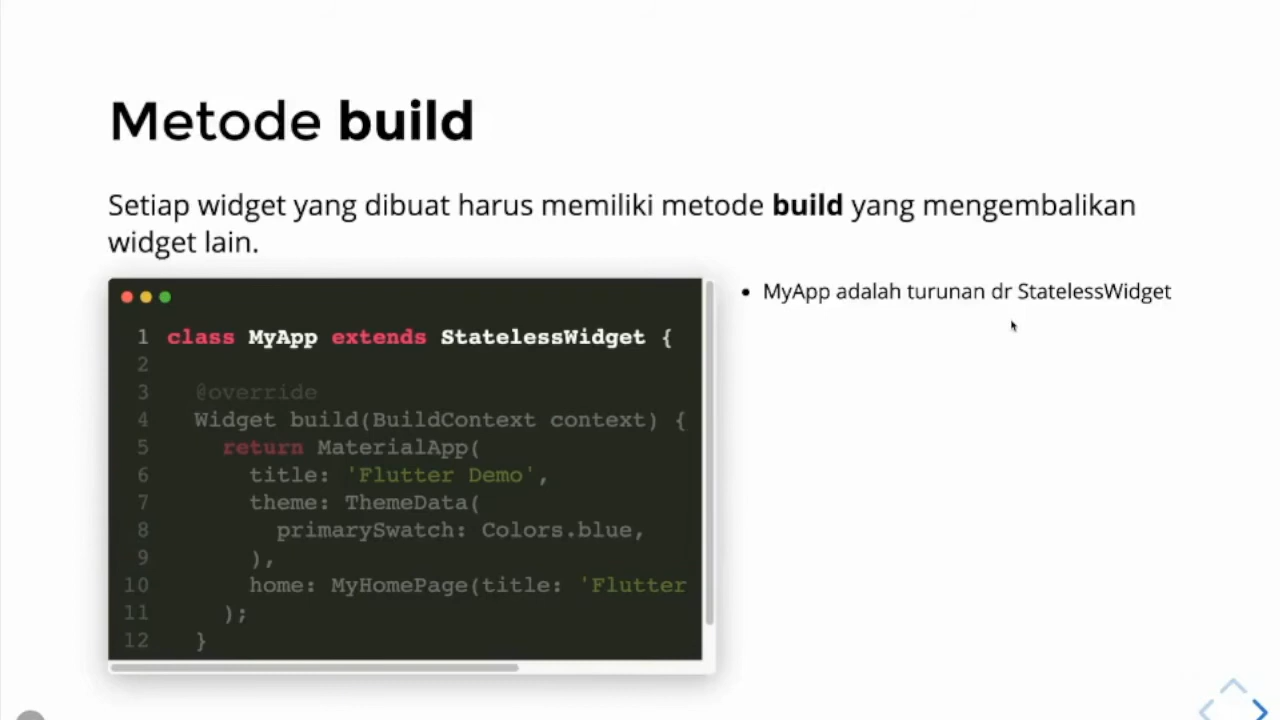 Metode build
Setiap widget yang dibuat harus memiliki metode build yang mengembalikan
widget lain.
1 class MyApp extends StatelessWidget {
2
3   @override
4   Widget build(BuildContext context) {
5     return MaterialApp(
6       title: 'Flutter Demo',
7       theme: ThemeData(
8         primarySwatch: Colors.blue,
9       ),
10       home: MyHomePage(title: 'Flutter
11     );
12   }
• MyApp adalah turunan dr StatelessWidget